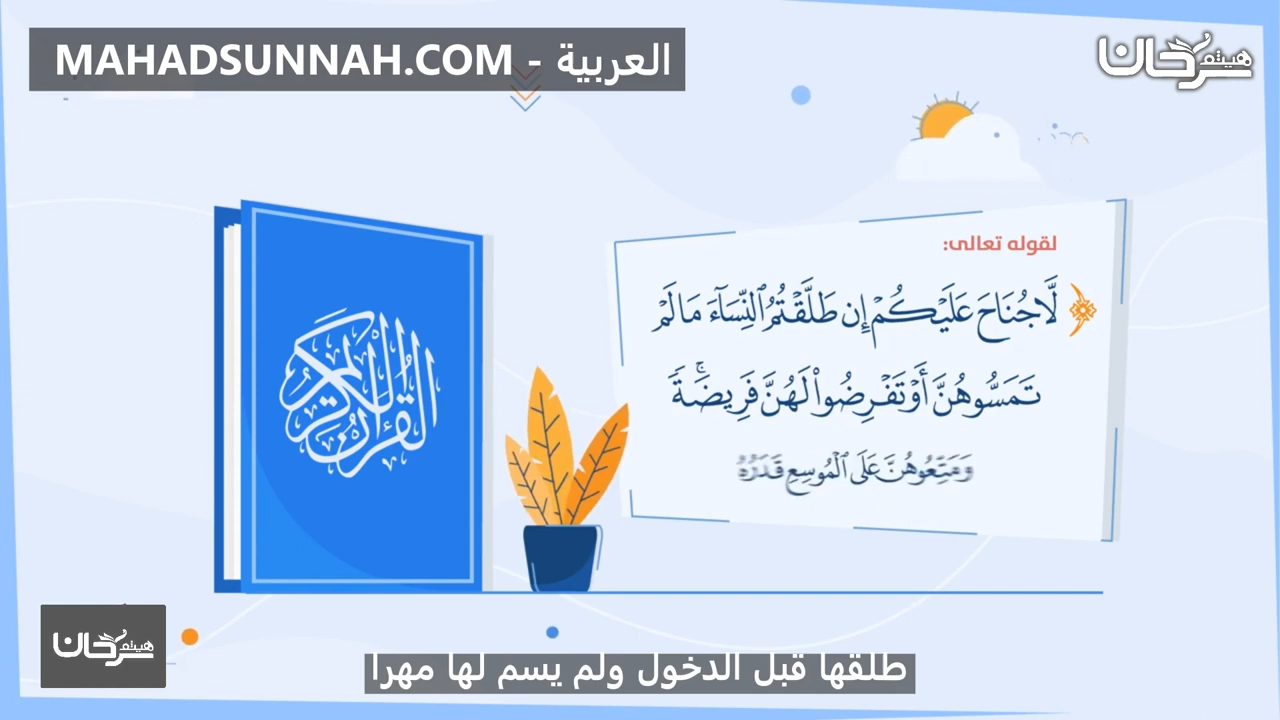 MAHADSUNNAH.COM - العربية
هيثم سرحان
لقوله تعالى:
لَّا جُنَاحَ عَلَيْكُمْ إِن طَلَّقْتُمُ ٱلنِّسَآءَ مَا لَمْ
تَمَسُّوهُنَّ أَوْ تَفْرِضُوا۟ لَهُنَّ فَرِيضَةً ۚ
وَمَتِّعُوهُنَّ عَلَى ٱلْمُوسِعِ قَدَرُهُۥ
القرآن الكريم
هيثم سرحان
طلقها قبل الدخول ولم يسم لها مهرا